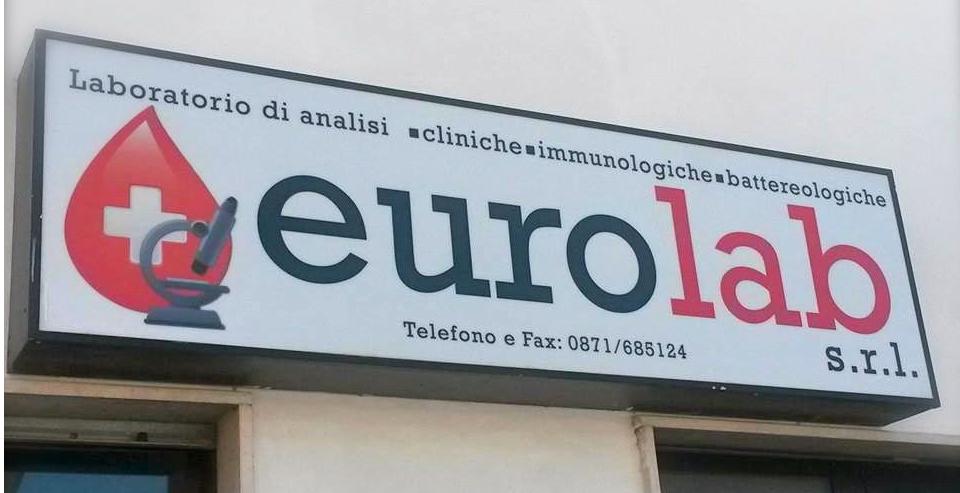 Laboratorio di analisi ▪cliniche▪immunologiche▪battereologiche
eurolab
s.r.l.
Telefono e Fax: 0871/685124